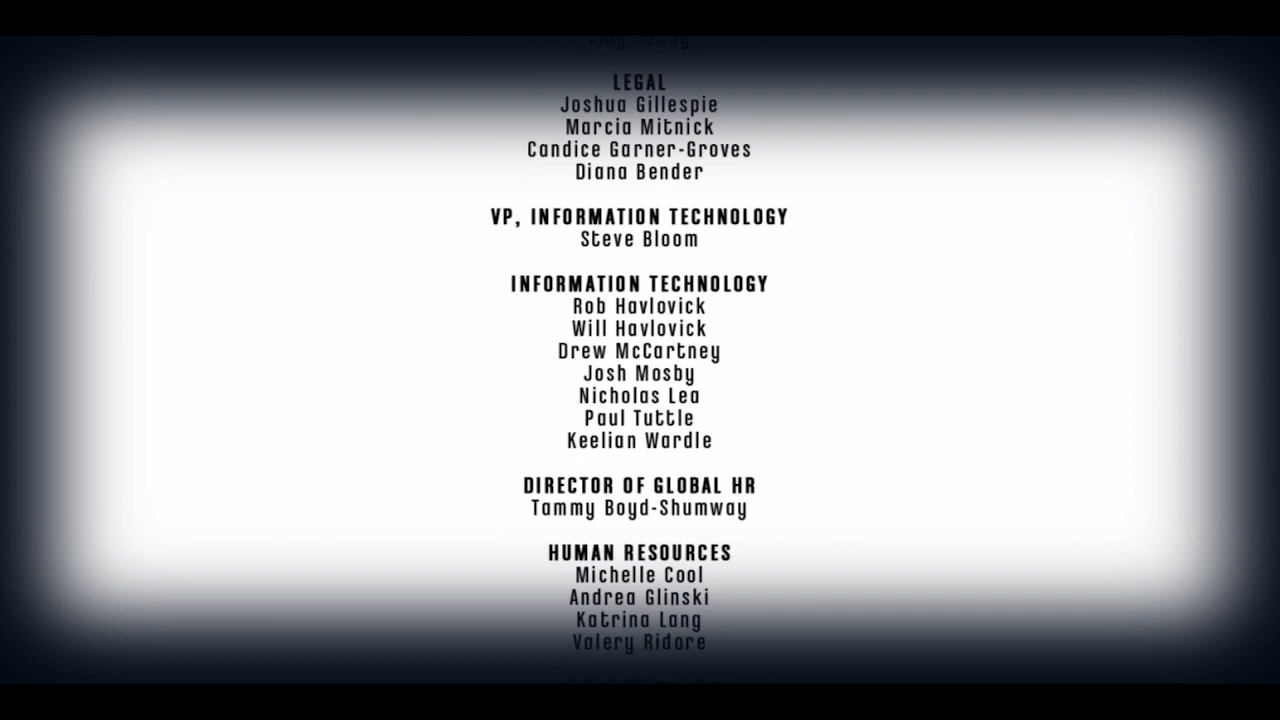 LEGAL
Joshua Gillespie
Marcia Mitnick
Candice Garner-Groves
Diana Bender
VP, INFORMATION TECHNOLOGY
Steve Bloom
INFORMATION TECHNOLOGY
Rob Havlovick
Will Havlovick
Drew McCartney
Josh Mosby
Nicholas Lea
Paul Tuttle
Keelian Wardle
DIRECTOR OF GLOBAL HR
Tammy Boyd-Shumway
HUMAN RESOURCES
Michelle Cool
Andrea Glinski
Katrina Lang
Valery Ridore